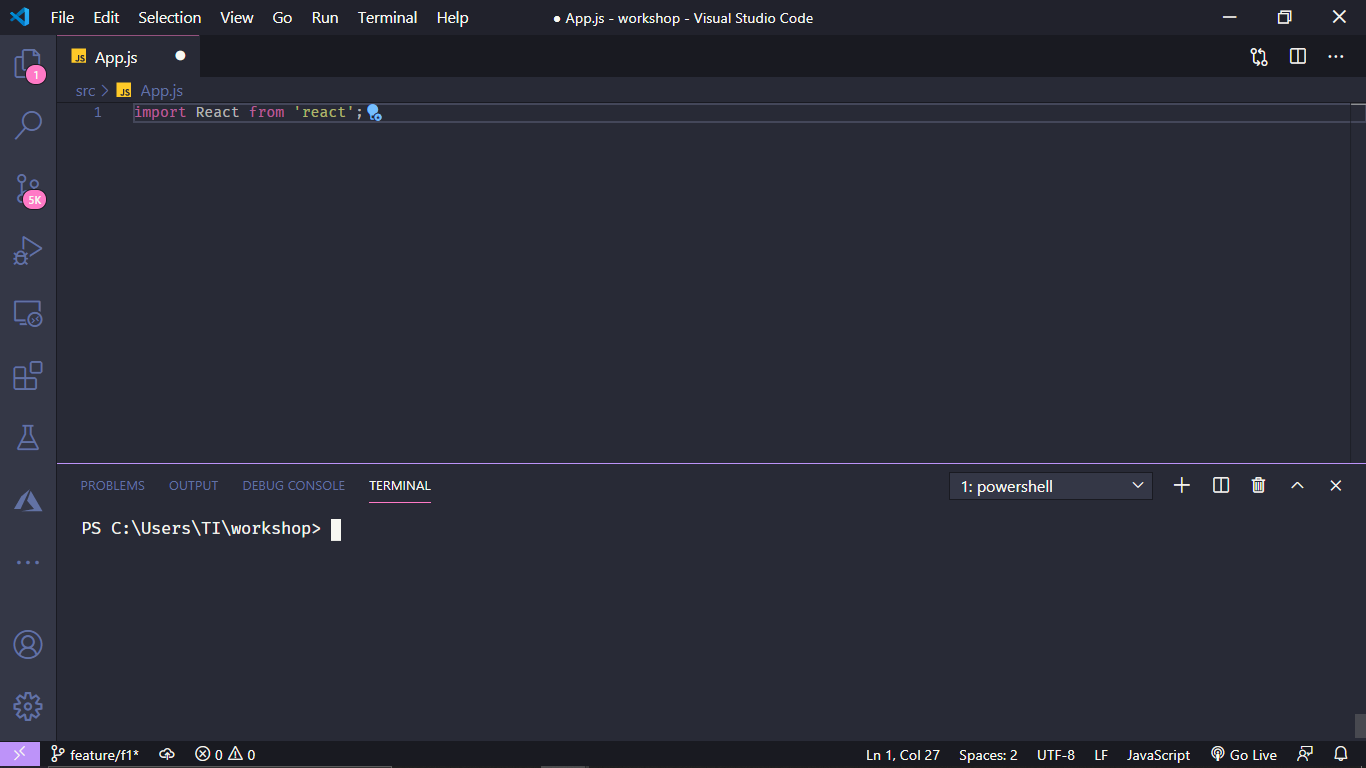 File Edit Selection View Go Run Terminal Help ● App.js - workshop - Visual Studio Code
JS App.js ●
1
src > JS App.js
1 import React from 'react';
5K
PROBLEMS OUTPUT DEBUG CONSOLE TERMINAL 1: powershell
PS C:\Users\TI\workshop>
feature/f1* 0 0 Ln 1, Col 27 Spaces: 2 UTF-8 LF JavaScript Go Live